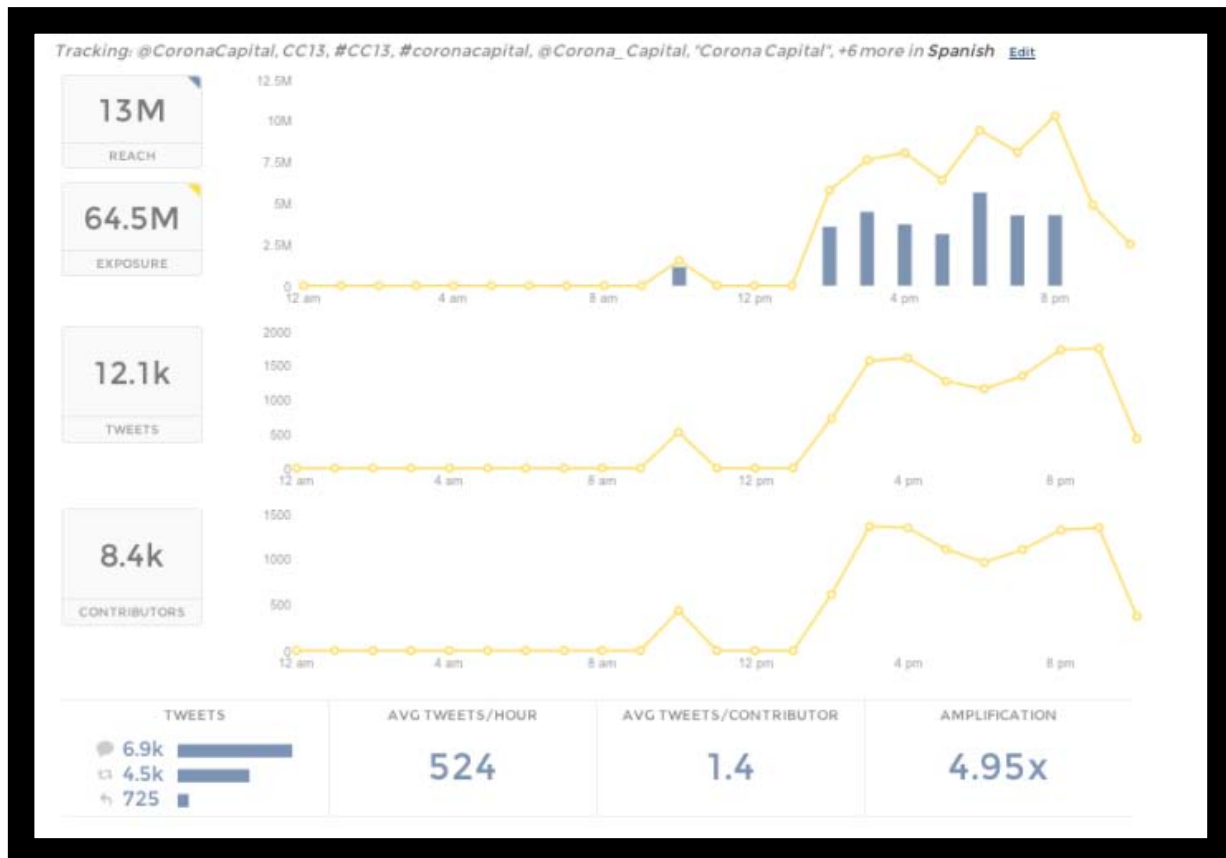 Tracking: @CoronaCapital, CC13, #CC13, #coronacapital, @Corona_Capital, "Corona Capital", +6 more in Spanish Edit
13M
REACH
64.5M
EXPOSURE
12.5M
10M
7.5M
5M
2.5M
0
12 am 4 am 8 am 12 pm 4 pm 8 pm
12.1k
TWEETS
2000
1500
1000
500
0
12 am 4 am 8 am 12 pm 4 pm 8 pm
8.4k
CONTRIBUTORS
1500
1000
500
0
12 am 4 am 8 am 12 pm 4 pm 8 pm
TWEETS AVG TWEETS/HOUR AVG TWEETS/CONTRIBUTOR AMPLIFICATION
6.9k
4.5k
725
524 1.4 4.95x